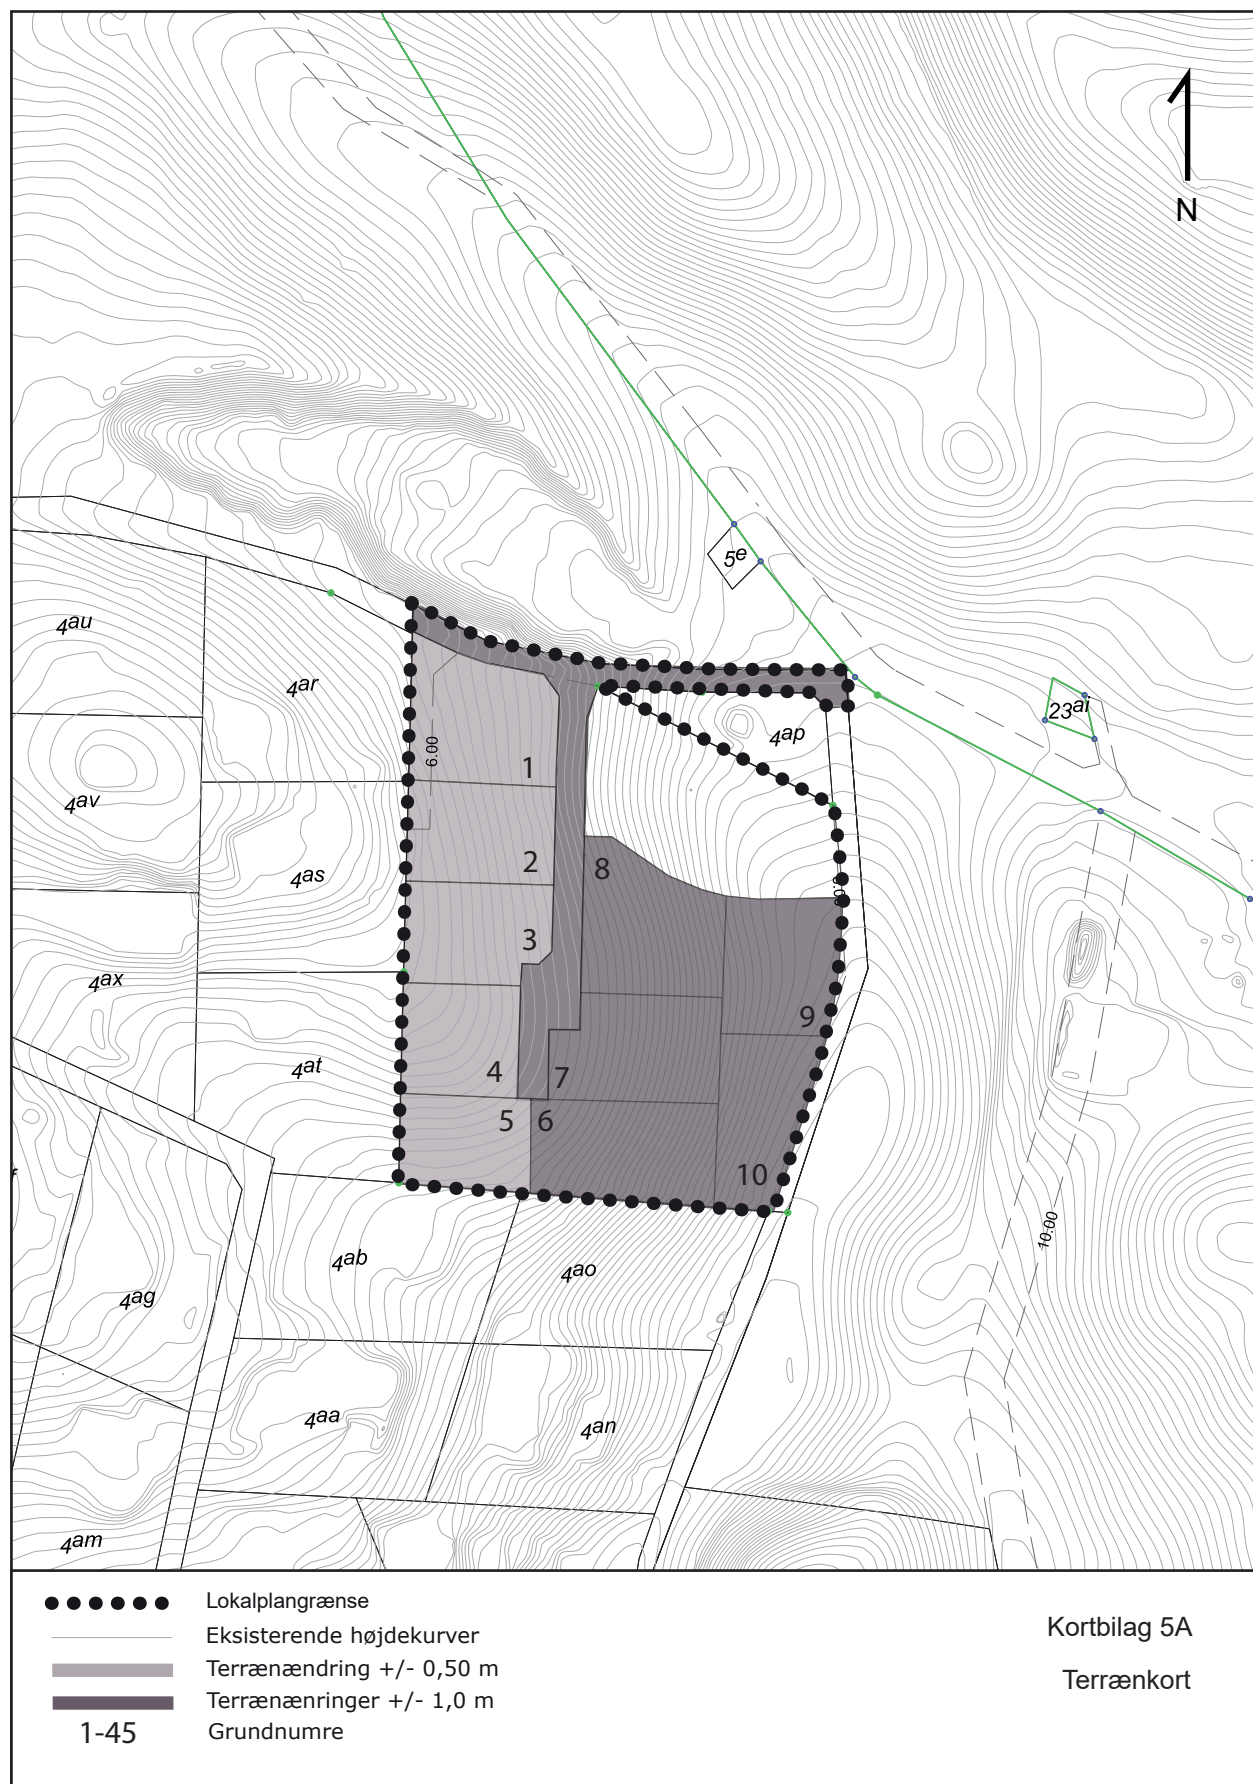 N
5e
4au
4ar
23ai
4ap
6.00
1
4av
2
8
4as
3
4ax
9
4at
4
7
5
6
10
10.00
4ab
4ao
4ag
4aa
4an
4am
Lokalplangrænse
Eksisterende højdekurver
Terrænændring +/- 0,50 m
Terrænænringer +/- 1,0 m
1-45 Grundnumre
Kortbilag 5A
Terrænkort